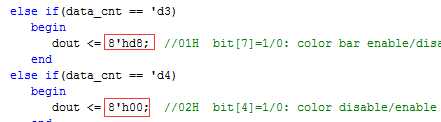 else if(data_cnt == 'd3)
begin
dout <= 8'hd8; //01H bit[7]=1/0: color bar enable/disa
end
else if(data_cnt == 'd4)
begin
dout <= 8'h00; //02H bit[4]=1/0: color disable/enable
end